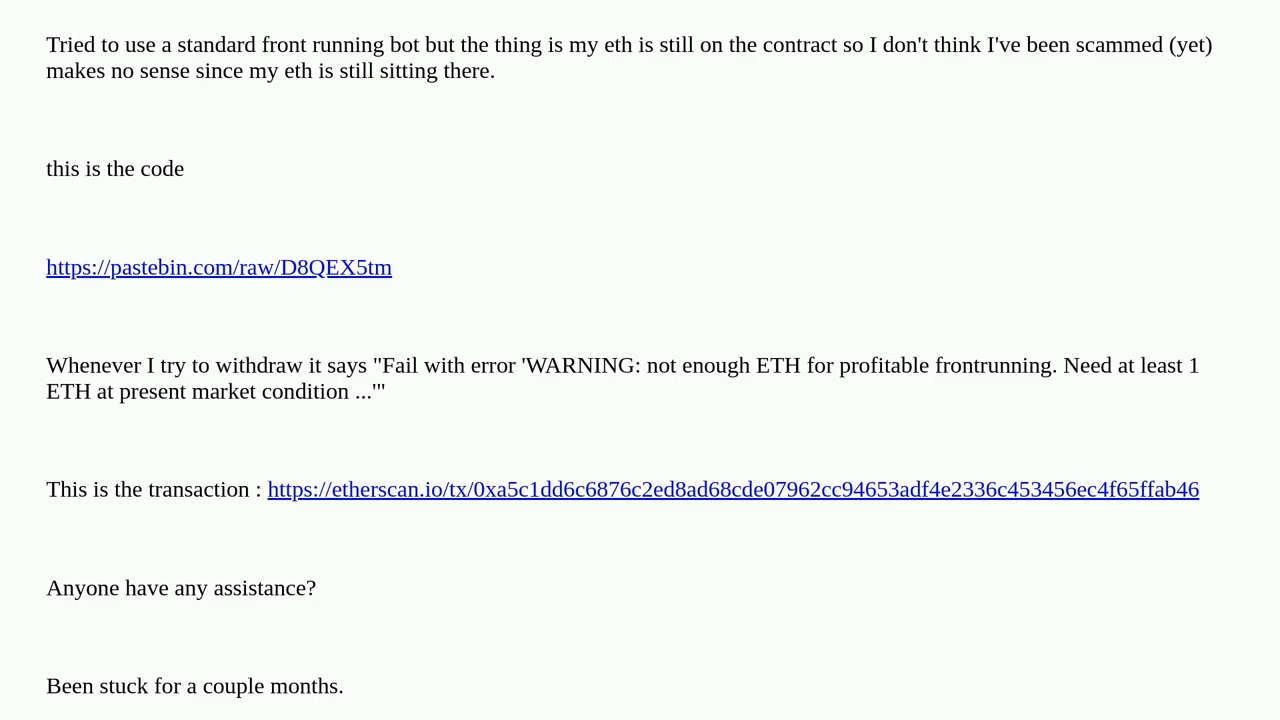 Tried to use a standard front running bot but the thing is my eth is still on the contract so I don't think I've been scammed (yet)
makes no sense since my eth is still sitting there.
this is the code
https://pastebin.com/raw/D8QEX5tm
Whenever I try to withdraw it says "Fail with error 'WARNING: not enough ETH for profitable frontrunning. Need at least 1
ETH at present market condition ...'"
This is the transaction : https://etherscan.io/tx/0xa5c1dd6c6876c2ed8ad68cde07962cc94653adf4e2336c453456ec4f65ffab46
Anyone have any assistance?
Been stuck for a couple months.